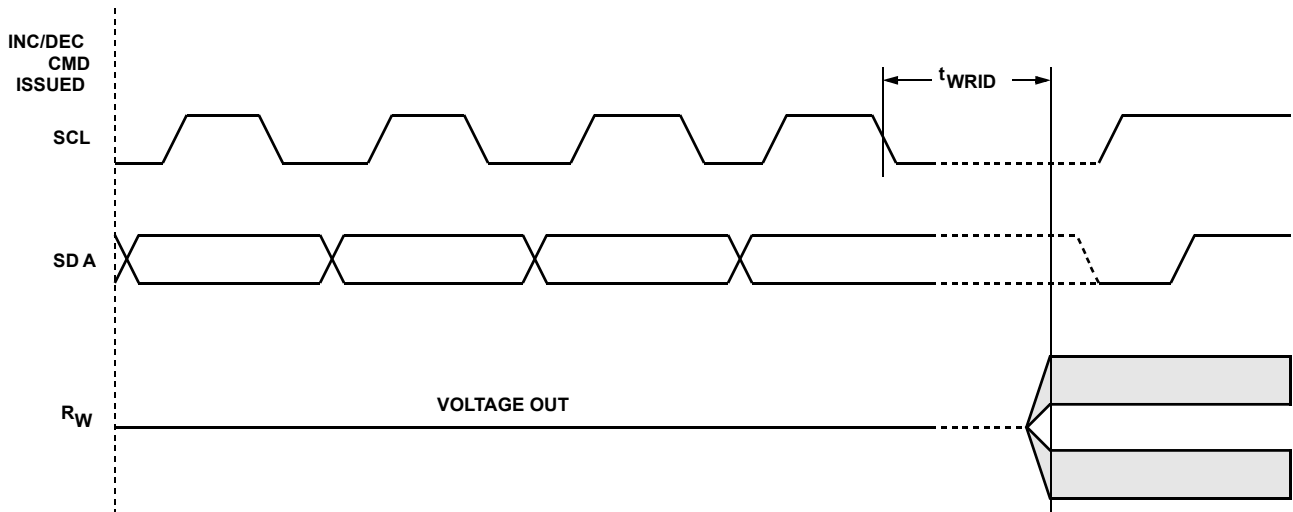 INC/DEC
CMD
ISSUED
tWRID
SCL
SD A
VOLTAGE OUT
RW